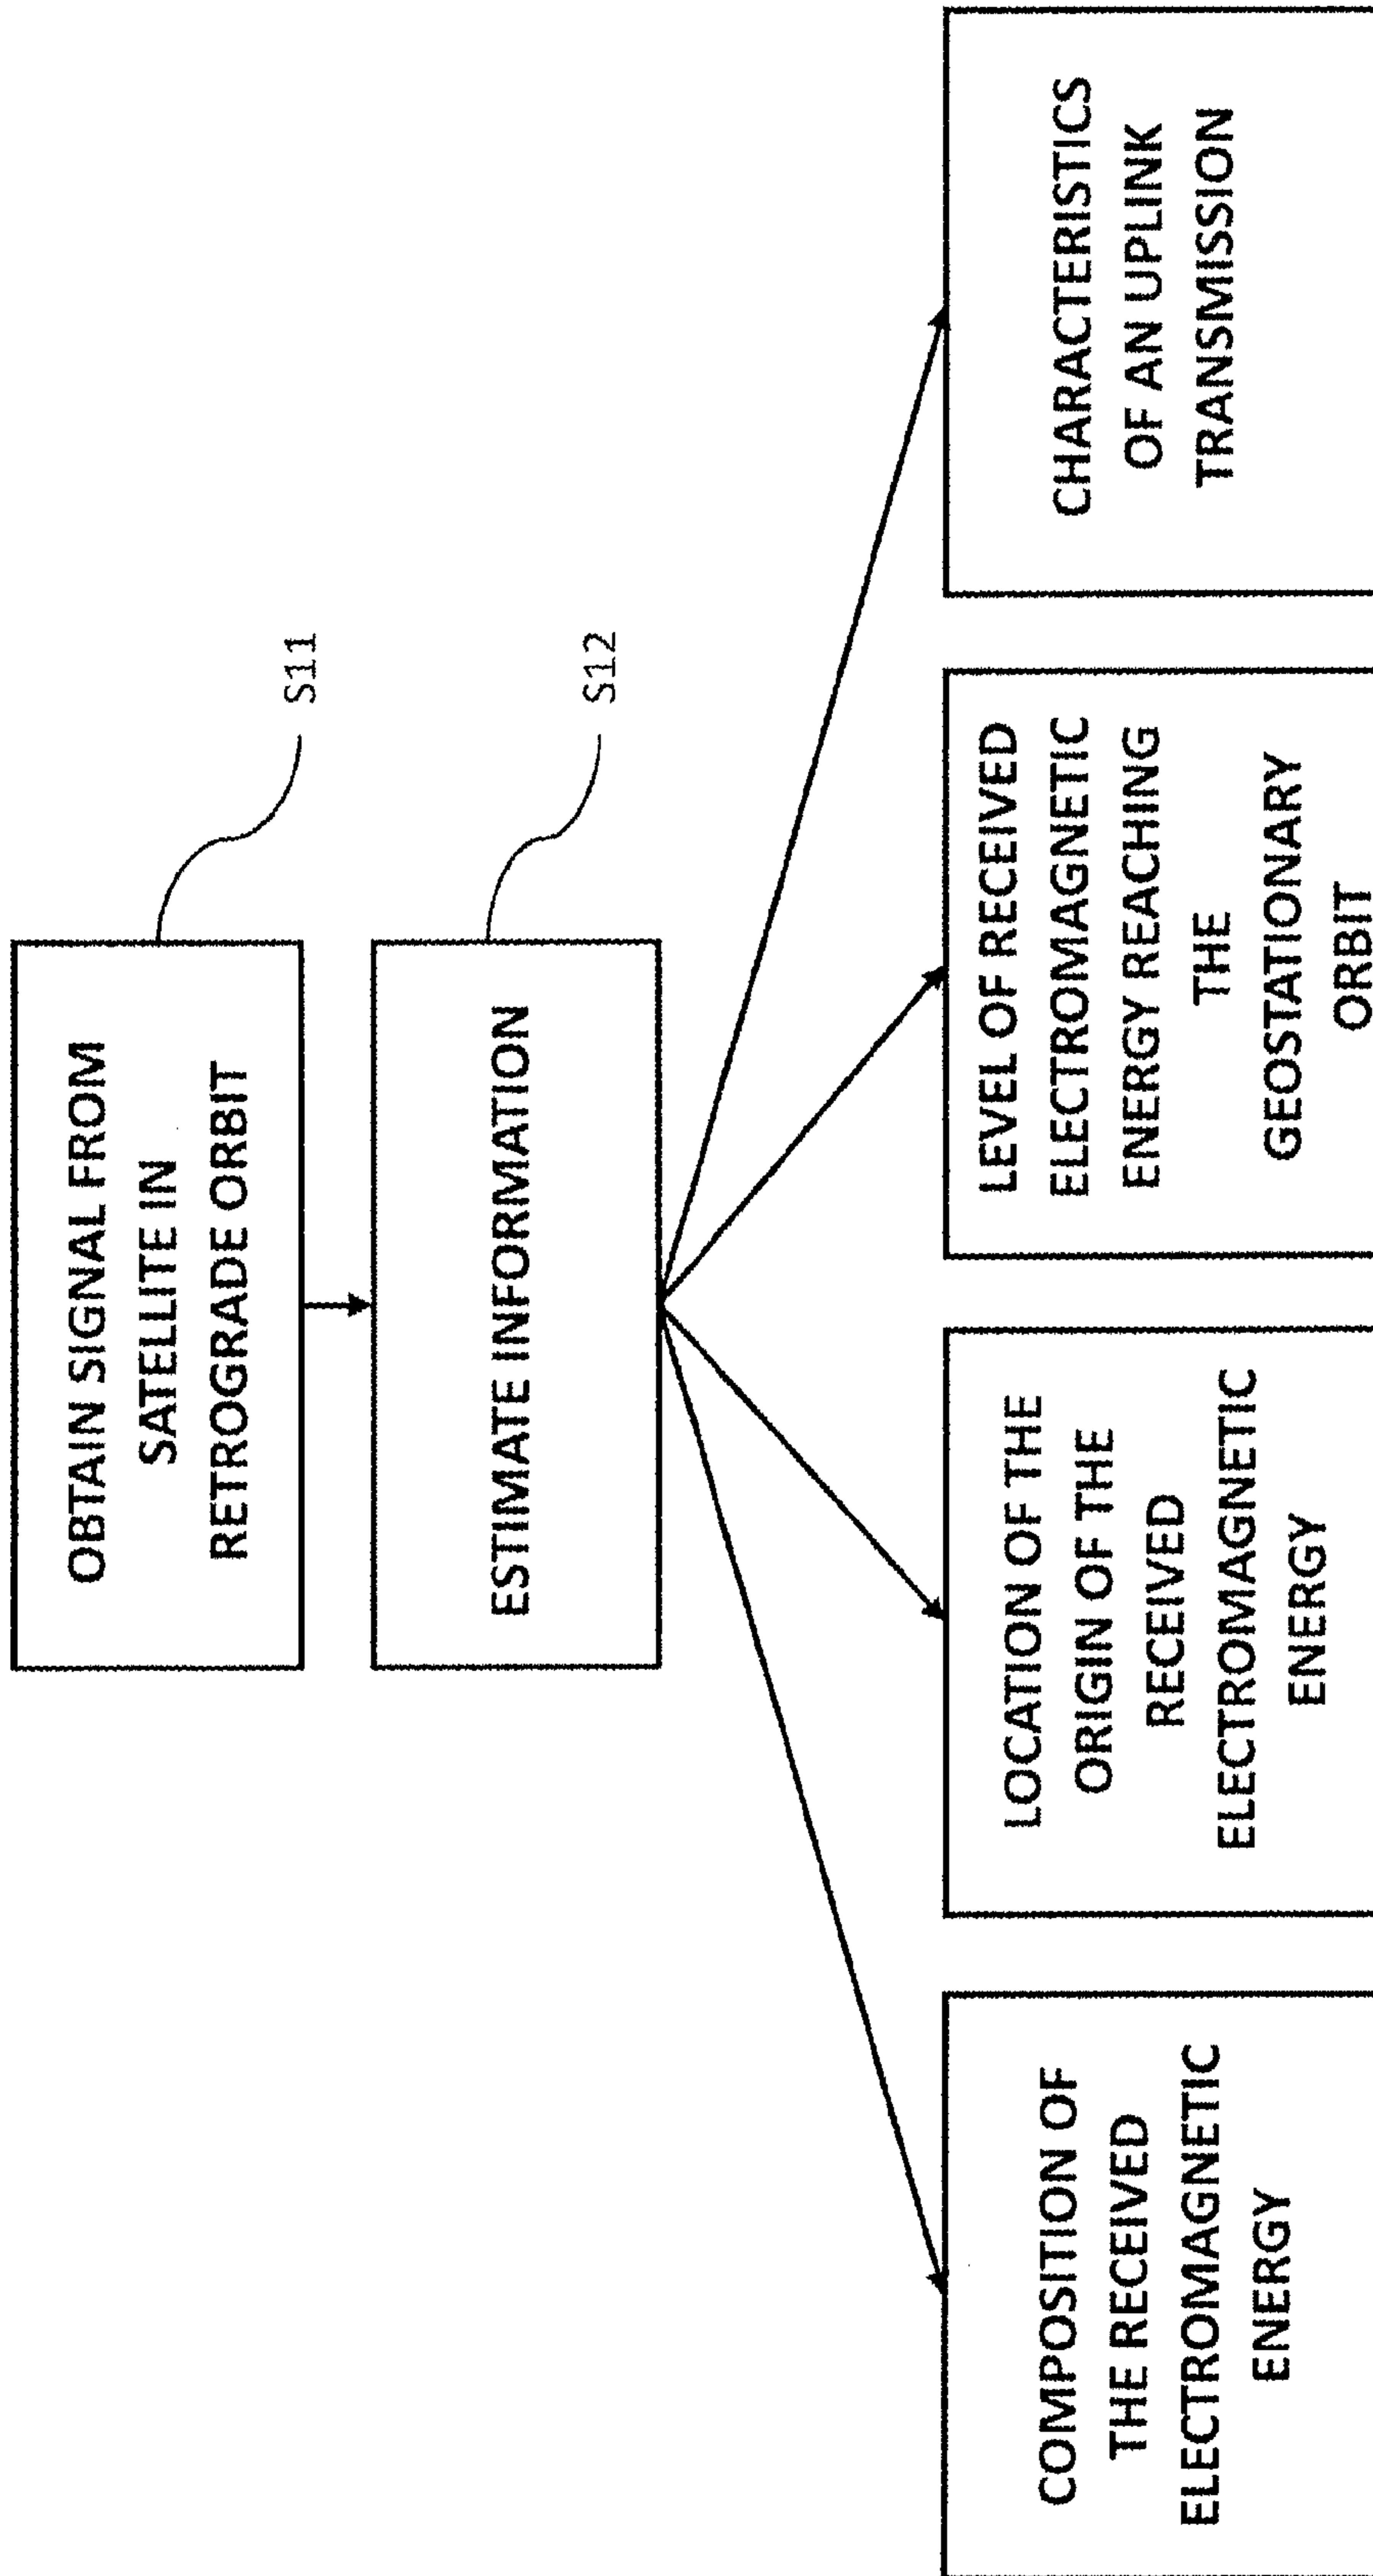 OBTAIN SIGNAL FROM
SATELLITE IN
RETROGRADE ORBIT
S11
ESTIMATE INFORMATION
S12
COMPOSITION OF
THE RECEIVED
ELECTROMAGNETIC
ENERGY
LOCATION OF THE
ORIGIN OF THE
RECEIVED
ELECTROMAGNETIC
ENERGY
LEVEL OF RECEIVED
ELECTROMAGNETIC
ENERGY REACHING
THE
GEOSTATIONARY
ORBIT
CHARACTERISTICS
OF AN UPLINK
TRANSMISSION